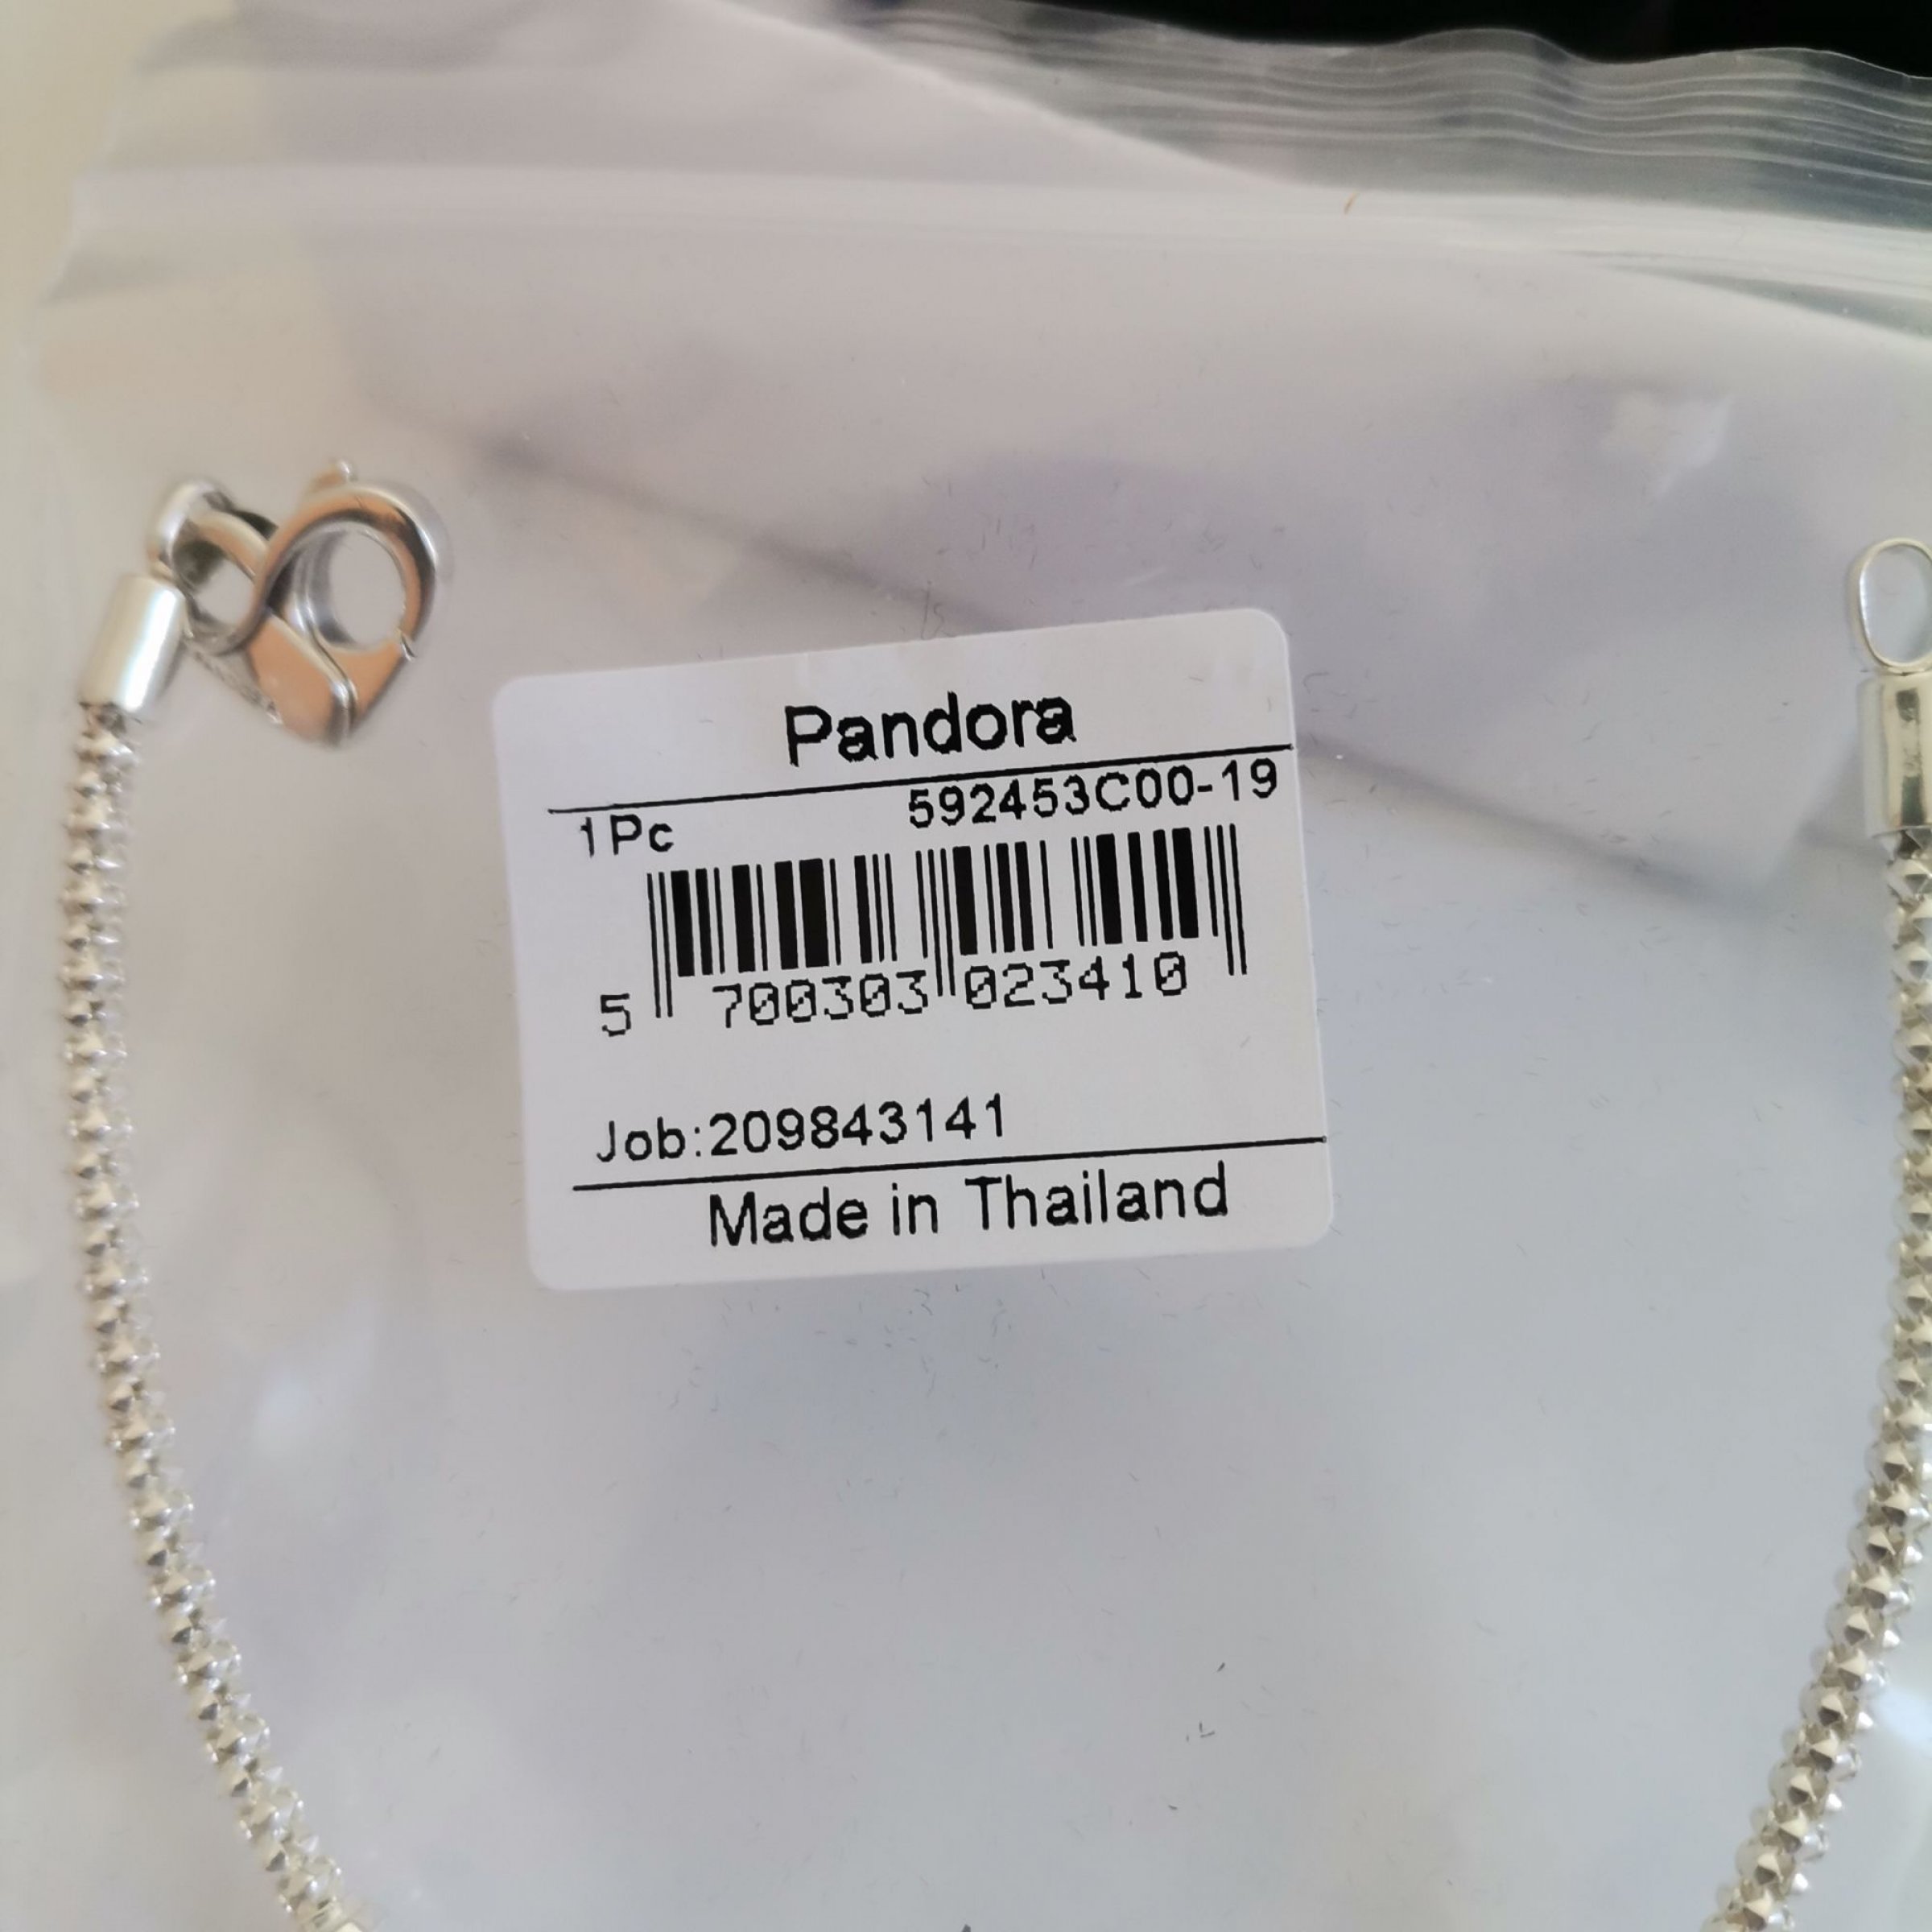 Pandora
1Pc 592453C00-19
5 700303 023410
Job:209843141
Made in Thailand